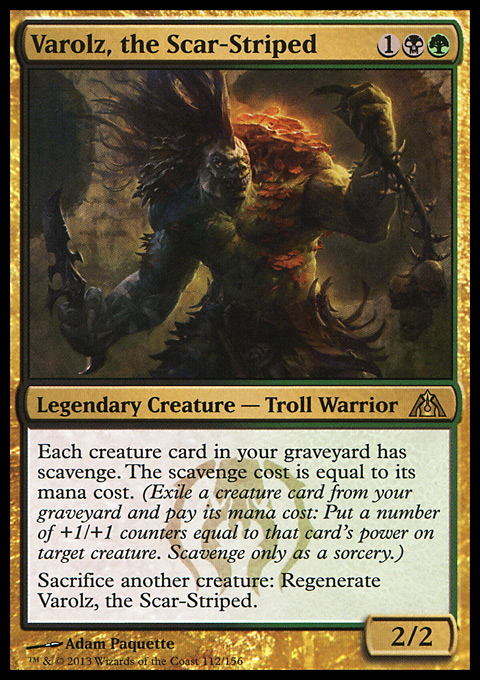 Varolz, the Scar-Striped 1
Legendary Creature — Troll Warrior
Each creature card in your graveyard has
scavenge. The scavenge cost is equal to its
mana cost. (Exile a creature card from your
graveyard and pay its mana cost: Put a number
of +1/+1 counters equal to that card's power on
target creature. Scavenge only as a sorcery.)
Sacrifice another creature: Regenerate
Varolz, the Scar-Striped.
2/2
Adam Paquette
™ & © 2013 Wizards of the Coast 112/156